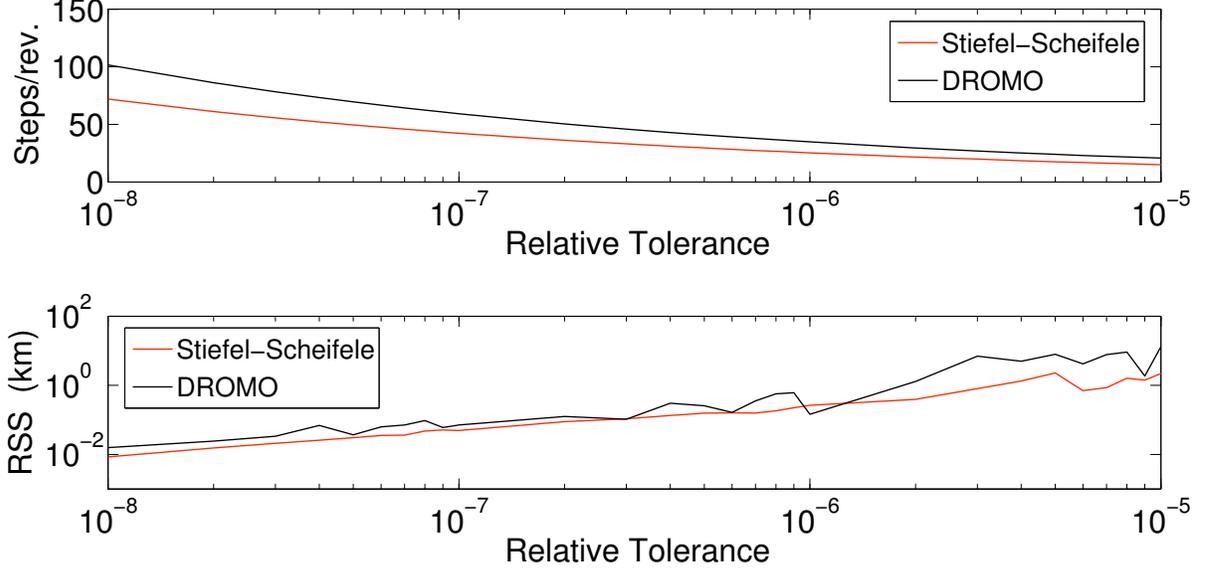 150
100
50
0
Steps/rev.
Stiefel−Scheifele
DROMO
10−8
10−7
10−6
10−5
Relative Tolerance
102
100
10−2
RSS (km)
Stiefel−Scheifele
DROMO
10−8
10−7
10−6
10−5
Relative Tolerance